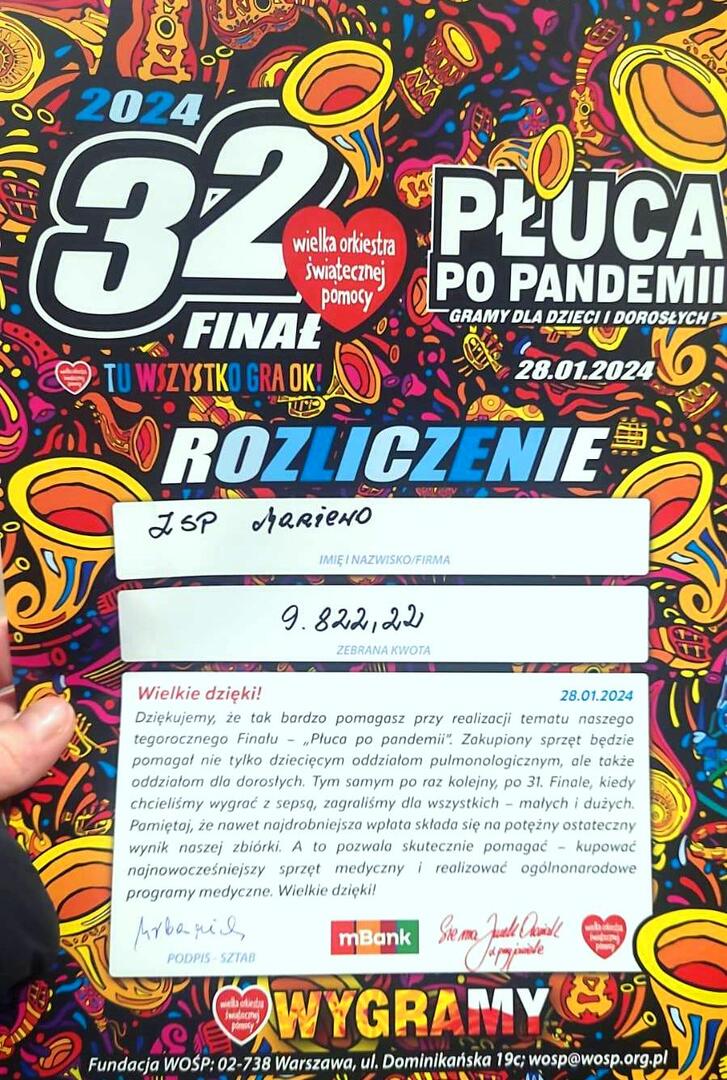 2024
32
FINAŁ
wielka orkiestra
świątecznej
pomocy
PŁUCA
PO PANDEMII
GRAMY DLA DZIECI I DOROSŁYCH
28.01.2024
TU WSZYSTKO GRA OK!
ROZLICZENIE
ZSP MARIEWO
IMIĘ I NAZWISKO/FIRMA
9.822,22
ZEBRANA KWOTA
Wielkie dzięki!
28.01.2024
Dziękujemy, że tak bardzo pomagasz przy realizacji tematu naszego
tegorocznego Finału – „Płuca po pandemii”. Zakupiony sprzęt będzie
pomagał nie tylko dziecięcym oddziałom pulmonologicznym, ale także
oddziałom dla dorosłych. Tym samym po raz kolejny, po 31. Finale, kiedy
chcieliśmy wygrać z sepsą, zagraliśmy dla wszystkich – małych i dużych.
Pamiętaj, że nawet najdrobniejsza wpłata składa się na potężny ostateczny
wynik naszej zbiórki. A to pozwala skutecznie pomagać – kupować
najnowocześniejszy sprzęt medyczny i realizować ogólnonarodowe
programy medyczne. Wielkie dzięki!
PODPIS - SZTAB
mBank
Sie ma Jurek Owsiak
z przyjaciele
wielka orkiestra
świątecznej
pomocy
WYGRAMY
Fundacja WOŚP: 02-738 Warszawa, ul. Dominikańska 19c; wosp@wosp.org.pl